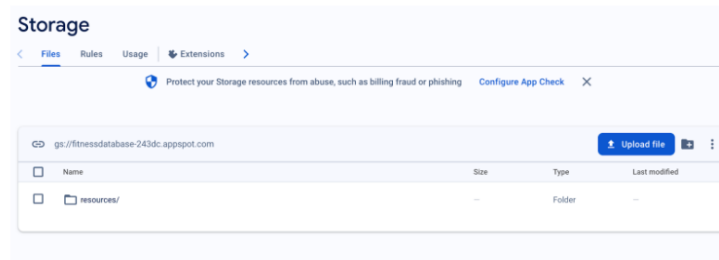 Storage
Files Rules Usage Extensions
Protect your Storage resources from abuse, such as billing fraud or phishing Configure App Check
gs://fitnessdatabase-243dc.appspot.com Upload file
Name Size Type Last modified
resources/ — Folder —